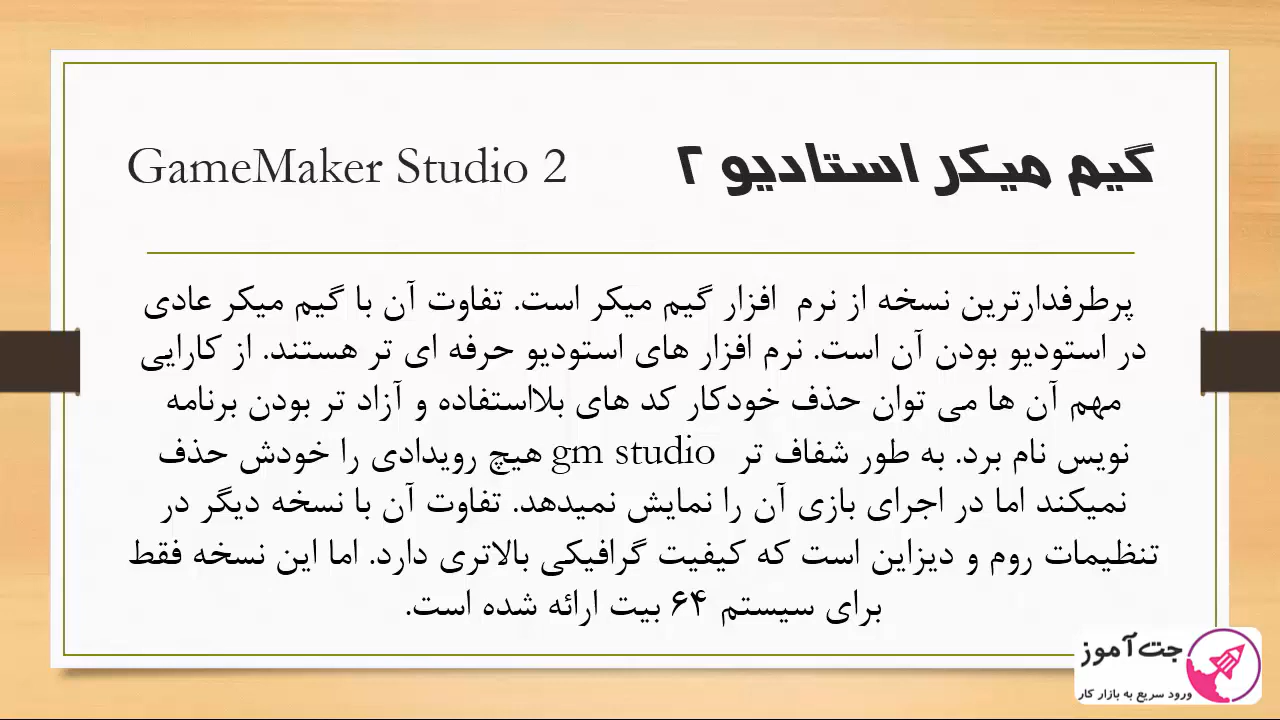 گیم میکر استادیو ۲ GameMaker Studio 2
پرطرفدارترین نسخه از نرم افزار گیم میکر است. تفاوت آن با گیم میکر عادی
در استودیو بودن آن است. نرم افزار های استودیو حرفه ای تر هستند. از کارایی
مهم آن ها می توان حذف خودکار کد های بلااستفاده و آزاد تر بودن برنامه
نویس نام برد. به طور شفاف تر gm studio هیچ رویدادی را خودش حذف
نمیکند اما در اجرای بازی آن را نمایش نمیدهد. تفاوت آن با نسخه دیگر در
تنظیمات روم و دیزاین است که کیفیت گرافیکی بالاتری دارد. اما این نسخه فقط
برای سیستم ۶۴ بیت ارائه شده است.
جت‌آموز
ورود سریع به بازار کار